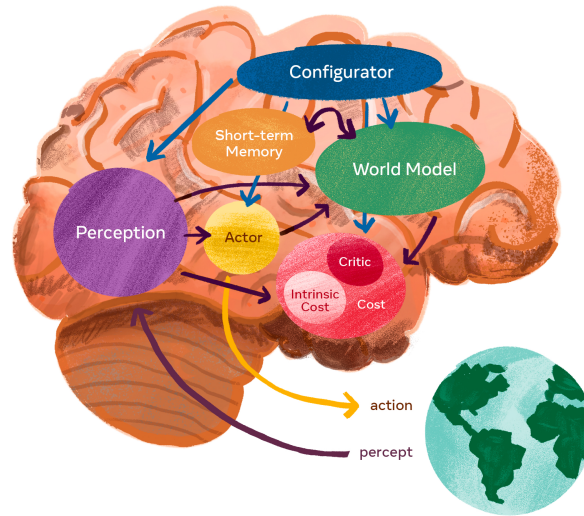 Configurator
Short-term
Memory
World Model
Perception
Actor
Critic
Intrinsic
Cost
Cost
action
percept